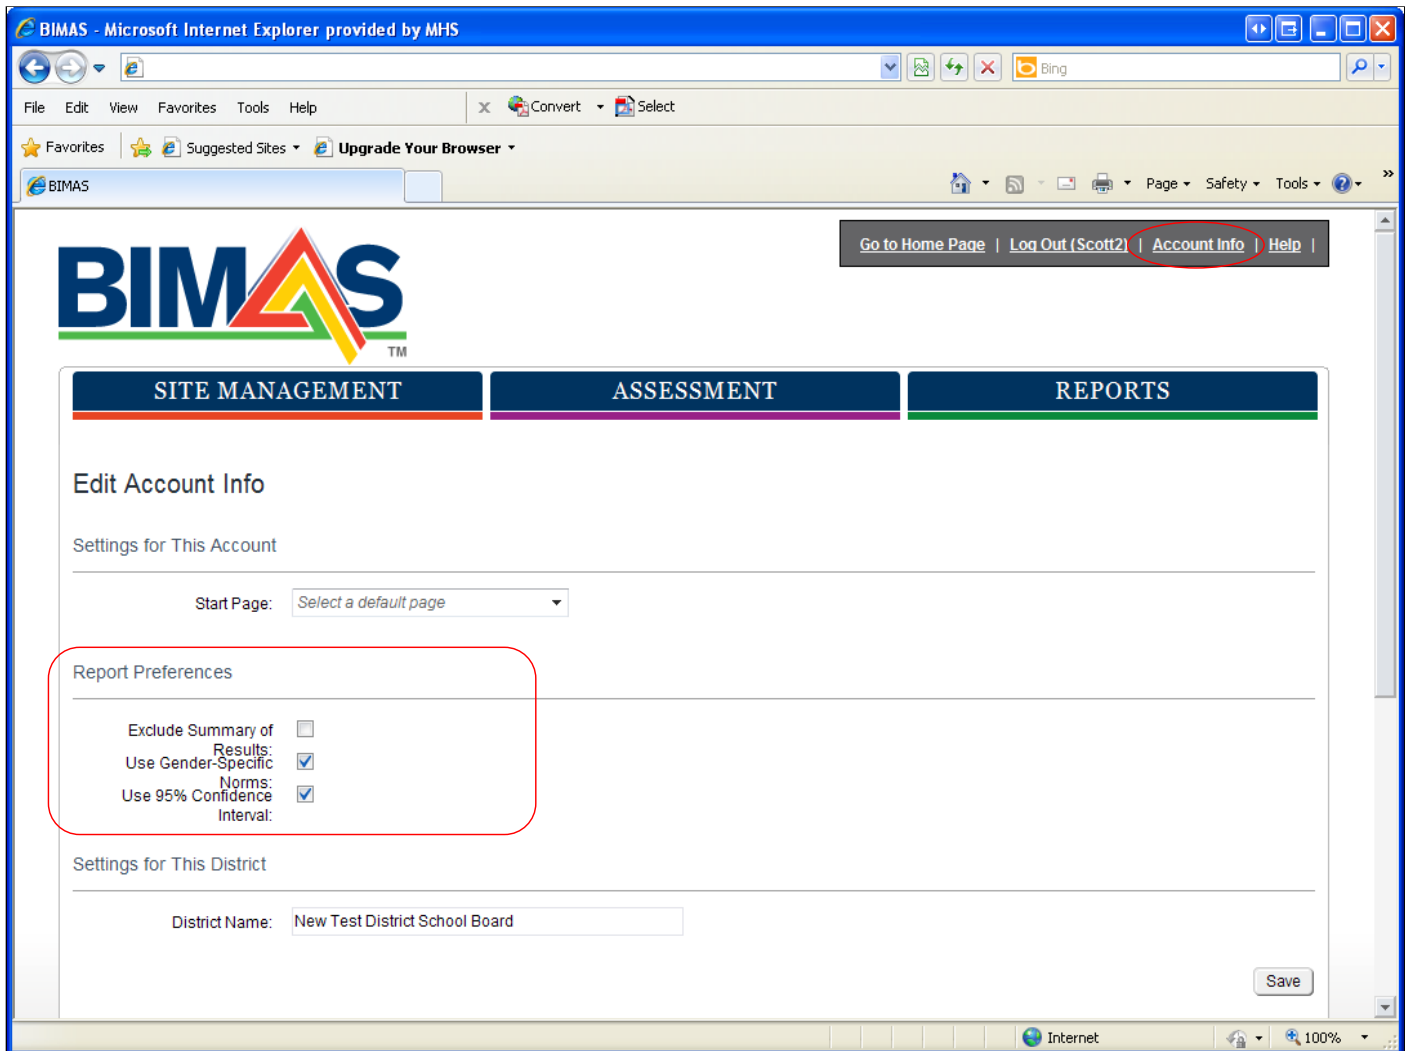 BIMAS - Microsoft Internet Explorer provided by MHS
Bing
File Edit View Favorites Tools Help x Convert Select
Favorites Suggested Sites Upgrade Your Browser
BIMAS Page Safety Tools »
Go to Home Page | Log Out (Scott2) | Account Info | Help |
BIMAS
TM
SITE MANAGEMENT ASSESSMENT REPORTS
Edit Account Info
Settings for This Account
Start Page: Select a default page
Report Preferences
Exclude Summary of
Results:
Use Gender-Specific
Norms:
Use 95% Confidence
Interval:
Settings for This District
District Name: New Test District School Board
Save
Internet 100%